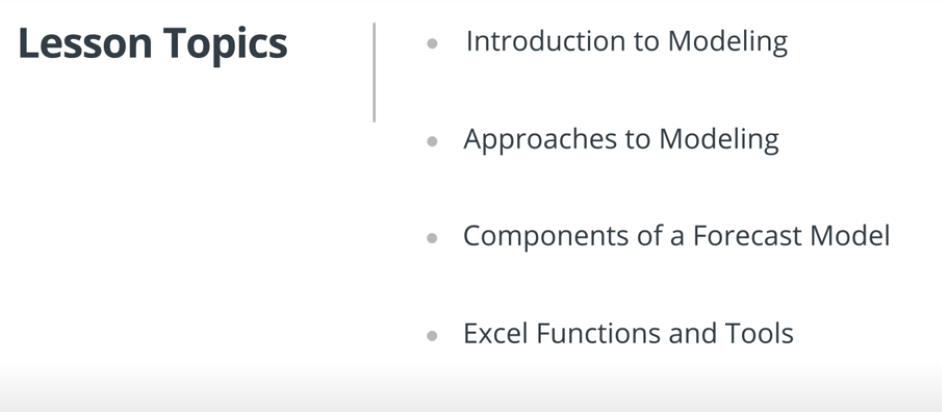 Lesson Topics
Introduction to Modeling
Approaches to Modeling
Components of a Forecast Model
Excel Functions and Tools